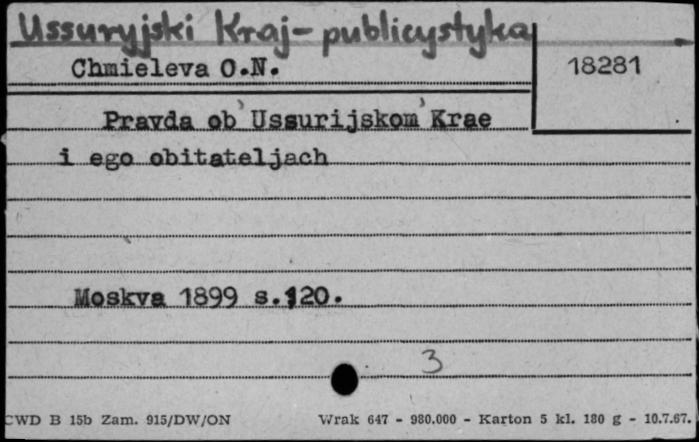 Ussuryjski Kraj - publicystyka
Chmieleva O.N.
18281
Pravda ob' Ussurijskom' Krae
i ego obitateljach
Moskva 1899 s.120.
3
CWD B 15b Zam. 915/DW/ON Wrak 647 - 980.000 - Karton 5 kl. 180 g - 10.7.67.